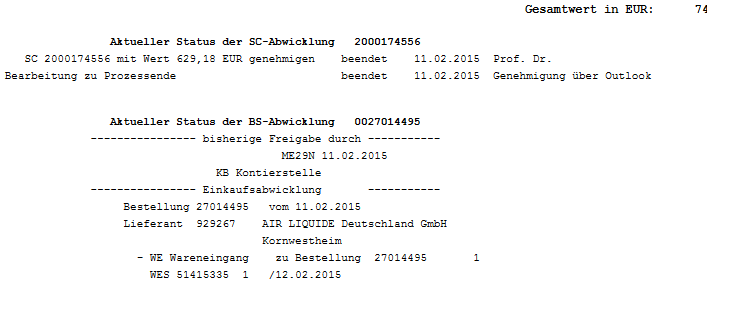 Gesamtwert in EUR: 74
Aktueller Status der SC-Abwicklung 2000174556
SC 2000174556 mit Wert 629,18 EUR genehmigen beendet 11.02.2015 Prof. Dr.
Bearbeitung zu Prozessende beendet 11.02.2015 Genehmigung über Outlook
Aktueller Status der BS-Abwicklung 0027014495
---------------- bisherige Freigabe durch -----------
ME29N 11.02.2015
KB Kontierstelle
---------------- Einkaufsabwicklung -----------
Bestellung 27014495 vom 11.02.2015
Lieferant 929267 AIR LIQUIDE Deutschland GmbH
Kornwestheim
- WE Wareneingang zu Bestellung 27014495 1
WES 51415335 1 /12.02.2015